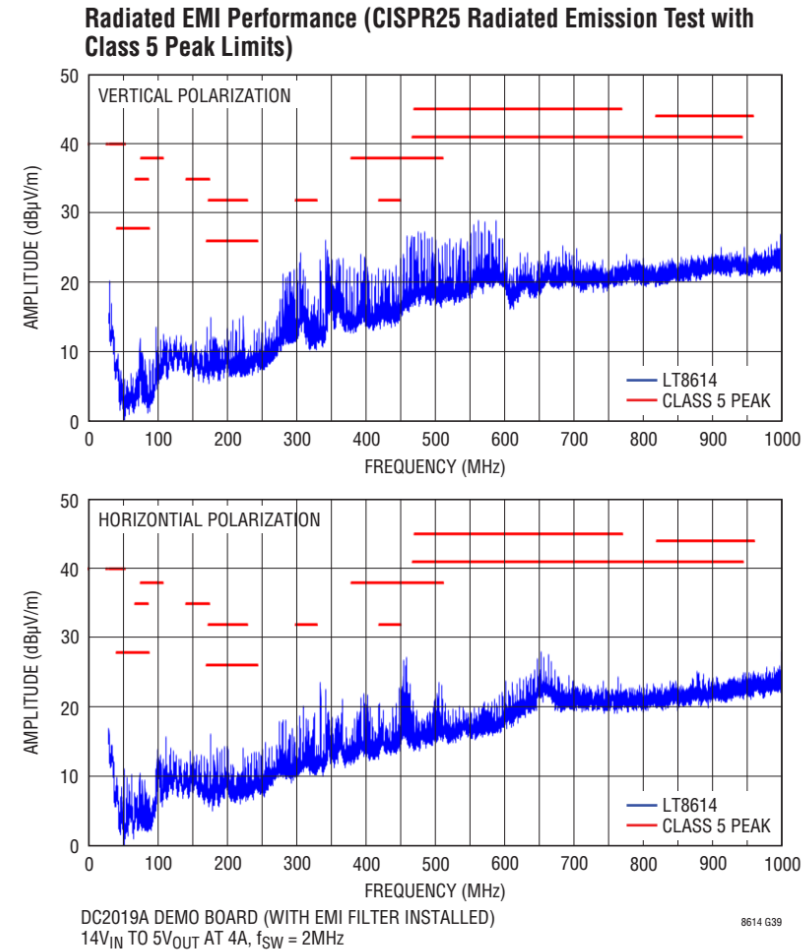 Radiated EMI Performance (CISPR25 Radiated Emission Test with
Class 5 Peak Limits)
50
VERTICAL POLARIZATION
40
30
20
10
0
AMPLITUDE (dBµV/m)
LT8614
CLASS 5 PEAK
0 100 200 300 400 500 600 700 800 900 1000
FREQUENCY (MHz)
50
HORIZONTIAL POLARIZATION
40
30
20
10
0
AMPLITUDE (dBµV/m)
LT8614
CLASS 5 PEAK
0 100 200 300 400 500 600 700 800 900 1000
FREQUENCY (MHz)
DC2019A DEMO BOARD (WITH EMI FILTER INSTALLED)
14VIN TO 5VOUT AT 4A, fSW = 2MHz
8614 G39